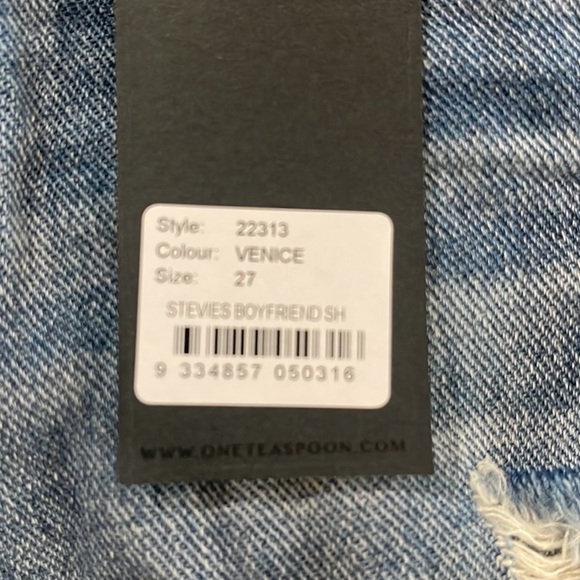 Style: 22313
Colour: VENICE
Size: 27
STEVIES BOYFRIEND SH
9 334857 050316
WWW.ONETEASPOON.COM